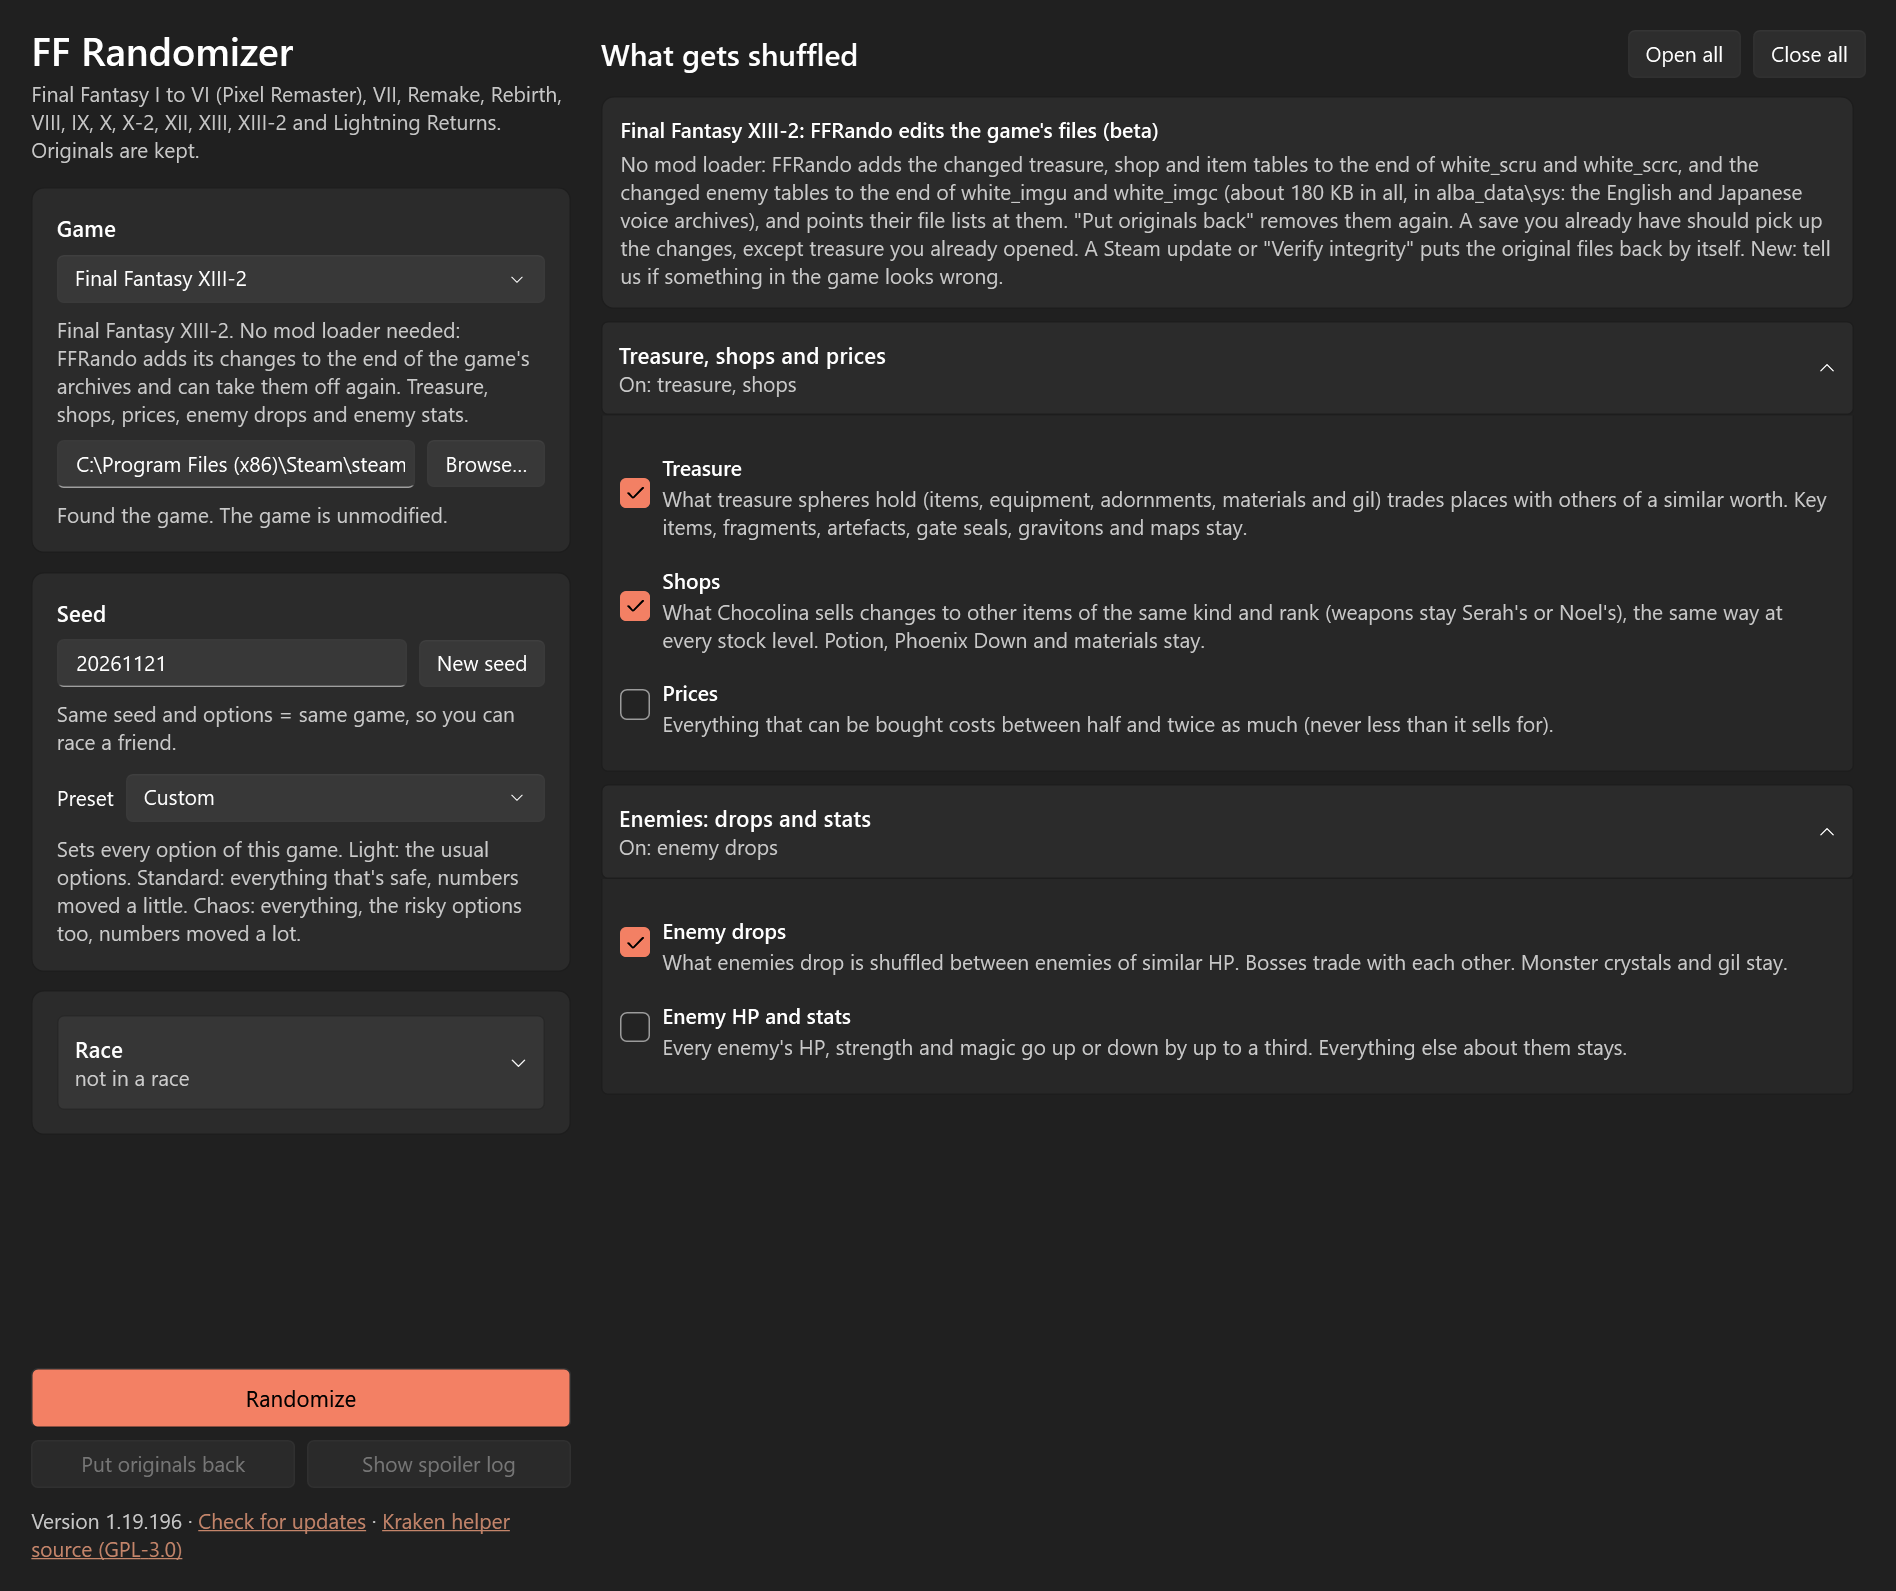 FF Randomizer
Final Fantasy I to VI (Pixel Remaster), VII, Remake, Rebirth,
VIII, IX, X, X-2, XII, XIII, XIII-2 and Lightning Returns.
Originals are kept.
Game
Final Fantasy XIII-2
Final Fantasy XIII-2. No mod loader needed:
FFRando adds its changes to the end of the game's
archives and can take them off again. Treasure,
shops, prices, enemy drops and enemy stats.
C:\Program Files (x86)\Steam\steam
Browse...
Found the game. The game is unmodified.
Seed
20261121
New seed
Same seed and options = same game, so you can
race a friend.
Preset
Custom
Sets every option of this game. Light: the usual
options. Standard: everything that's safe, numbers
moved a little. Chaos: everything, the risky options
too, numbers moved a lot.
Race
not in a race
Randomize
Put originals back
Show spoiler log
Version 1.19.196 · Check for updates · Kraken helper
source (GPL-3.0)
What gets shuffled
Open all
Close all
Final Fantasy XIII-2: FFRando edits the game's files (beta)
No mod loader: FFRando adds the changed treasure, shop and item tables to the end of white_scru and white_scrc, and the
changed enemy tables to the end of white_imgu and white_imgc (about 180 KB in all, in alba_data\sys: the English and Japanese
voice archives), and points their file lists at them. "Put originals back" removes them again. A save you already have should pick up
the changes, except treasure you already opened. A Steam update or "Verify integrity" puts the original files back by itself. New: tell
us if something in the game looks wrong.
Treasure, shops and prices
On: treasure, shops
Treasure
What treasure spheres hold (items, equipment, adornments, materials and gil) trades places with others of a similar worth. Key
items, fragments, artefacts, gate seals, gravitons and maps stay.
Shops
What Chocolina sells changes to other items of the same kind and rank (weapons stay Serah's or Noel's), the same way at
every stock level. Potion, Phoenix Down and materials stay.
Prices
Everything that can be bought costs between half and twice as much (never less than it sells for).
Enemies: drops and stats
On: enemy drops
Enemy drops
What enemies drop is shuffled between enemies of similar HP. Bosses trade with each other. Monster crystals and gil stay.
Enemy HP and stats
Every enemy's HP, strength and magic go up or down by up to a third. Everything else about them stays.